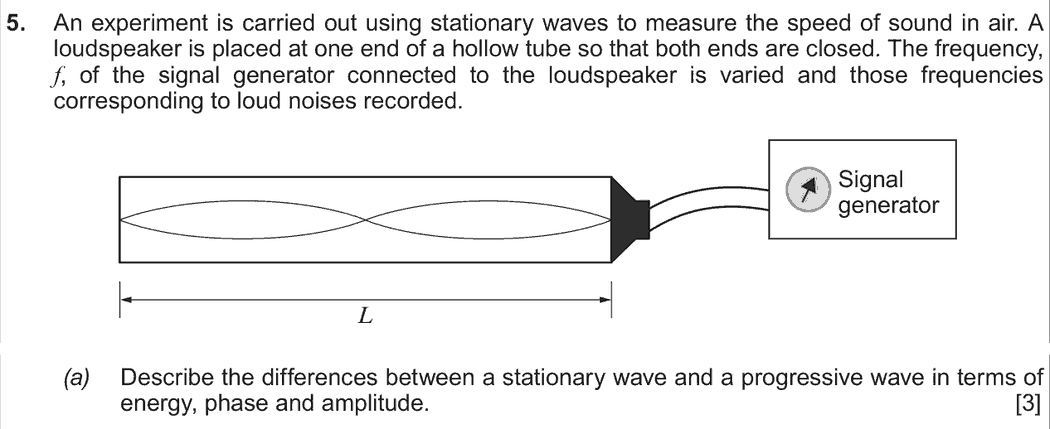 5. An experiment is carried out using stationary waves to measure the speed of sound in air. A
loudspeaker is placed at one end of a hollow tube so that both ends are closed. The frequency,
f, of the signal generator connected to the loudspeaker is varied and those frequencies
corresponding to loud noises recorded.
Signal
generator
L
(a) Describe the differences between a stationary wave and a progressive wave in terms of
energy, phase and amplitude. [3]